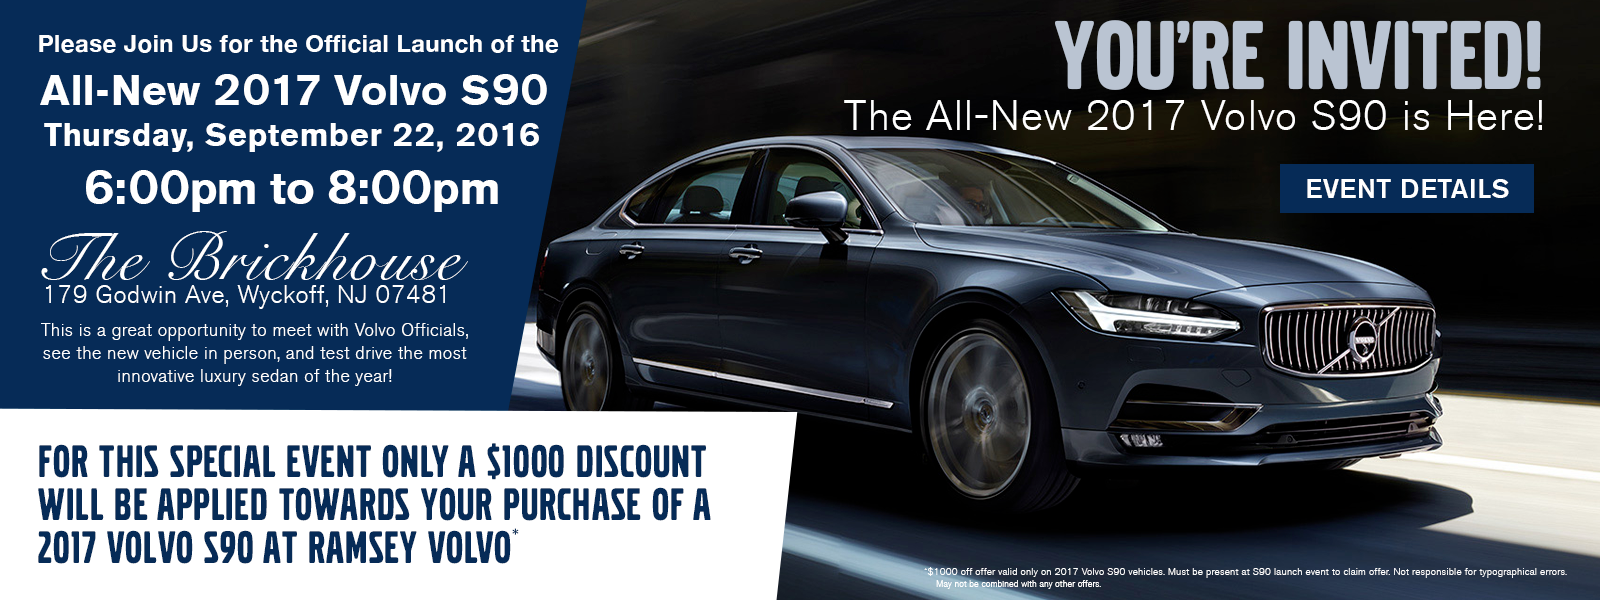 Please Join Us for the Official Launch of the
All-New 2017 Volvo S90
Thursday, September 22, 2016
6:00pm to 8:00pm
The Brickhouse
179 Godwin Ave, Wyckoff, NJ 07481
This is a great opportunity to meet with Volvo Officials,
see the new vehicle in person, and test drive the most
innovative luxury sedan of the year!
FOR THIS SPECIAL EVENT ONLY A $1000 DISCOUNT
WILL BE APPLIED TOWARDS YOUR PURCHASE OF A
2017 VOLVO S90 AT RAMSEY VOLVO*
YOU'RE INVITED!
The All-New 2017 Volvo S90 is Here!
EVENT DETAILS
VOLVO
*$1000 off offer valid only on 2017 Volvo S90 vehicles. Must be present at S90 launch event to claim offer. Not responsible for typographical errors.
May not be combined with any other offers.